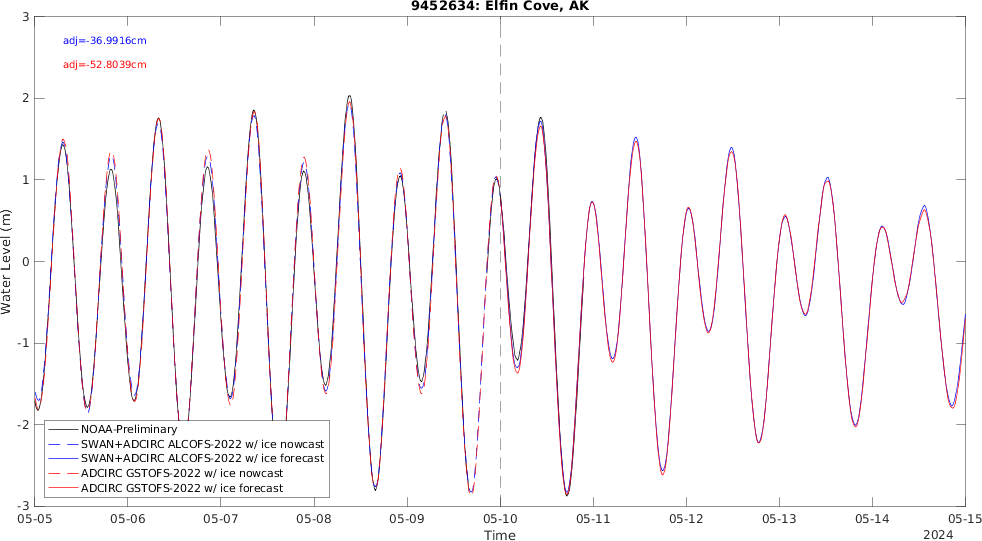 9452634: Elfin Cove, AK
adj=-36.9916cm
adj=-52.8039cm
Water Level (m)
3
2
1
0
-1
-2
-3
NOAA-Preliminary
SWAN+ADCIRC ALCOFS-2022 w/ ice nowcast
SWAN+ADCIRC ALCOFS-2022 w/ ice forecast
ADCIRC GSTOFS-2022 w/ ice nowcast
ADCIRC GSTOFS-2022 w/ ice forecast
05-05 05-06 05-07 05-08 05-09 05-10 05-11 05-12 05-13 05-14 05-15
Time
2024